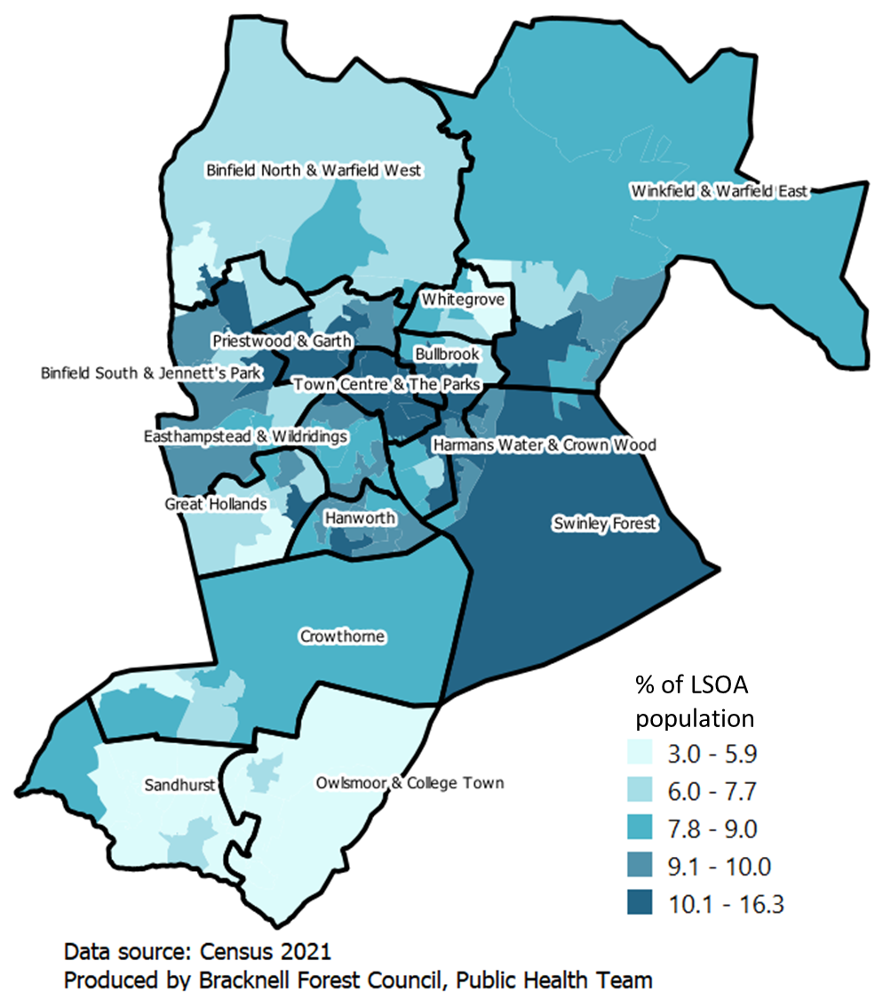 Binfield North & Warfield West
Winkfield & Warfield East
Whitegrove
Priestwood & Garth
Bullbrook
Binfield South & Jennett's Park
Town Centre & The Parks
Easthampstead & Wildridings
Harmans Water & Crown Wood
Great Hollands
Hanworth
Swinley Forest
Crowthorne
% of LSOA
population
3.0 - 5.9
6.0 - 7.7
7.8 - 9.0
9.1 - 10.0
10.1 - 16.3
Sandhurst
Owlsmoor & College Town
Data source: Census 2021
Produced by Bracknell Forest Council, Public Health Team